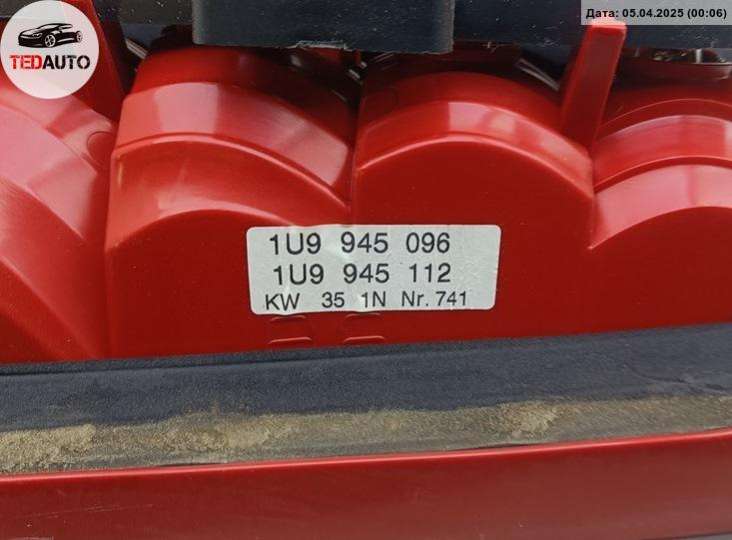 TEDAUTO
Дата: 05.04.2025 (00:06)
1U9 945 096
1U9 945 112
KW 35 1N Nr. 741